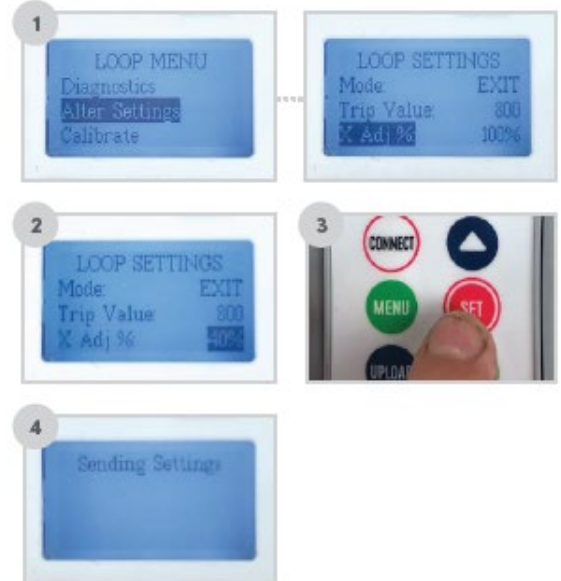 1
LOOP MENU
Diagnostics
Alter Settings
Calibrate
LOOP SETTINGS
Mode: EXIT
Trip Value: 800
X Adj % 100%
2
LOOP SETTINGS
Mode: EXIT
Trip Value: 800
X Adj % 40%
3
CONNECT
MENU
SET
4
Sending Settings